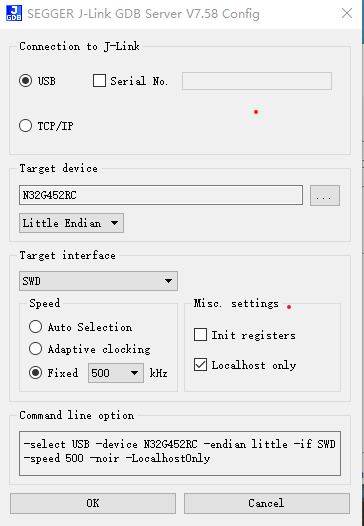 J
GDB
SEGGER J-Link GDB Server V7.58 Config
Connection to J-Link
USB
Serial No.
TCP/IP
Target device
N32G452RC
...
Little Endian
Target interface
SWD
Speed
Auto Selection
Adaptive clocking
Fixed 500 kHz
Misc. settings
Init registers
Localhost only
Command line option
-select USB -device N32G452RC -endian little -if SWD
-speed 500 -noir -LocalhostOnly
OK
Cancel